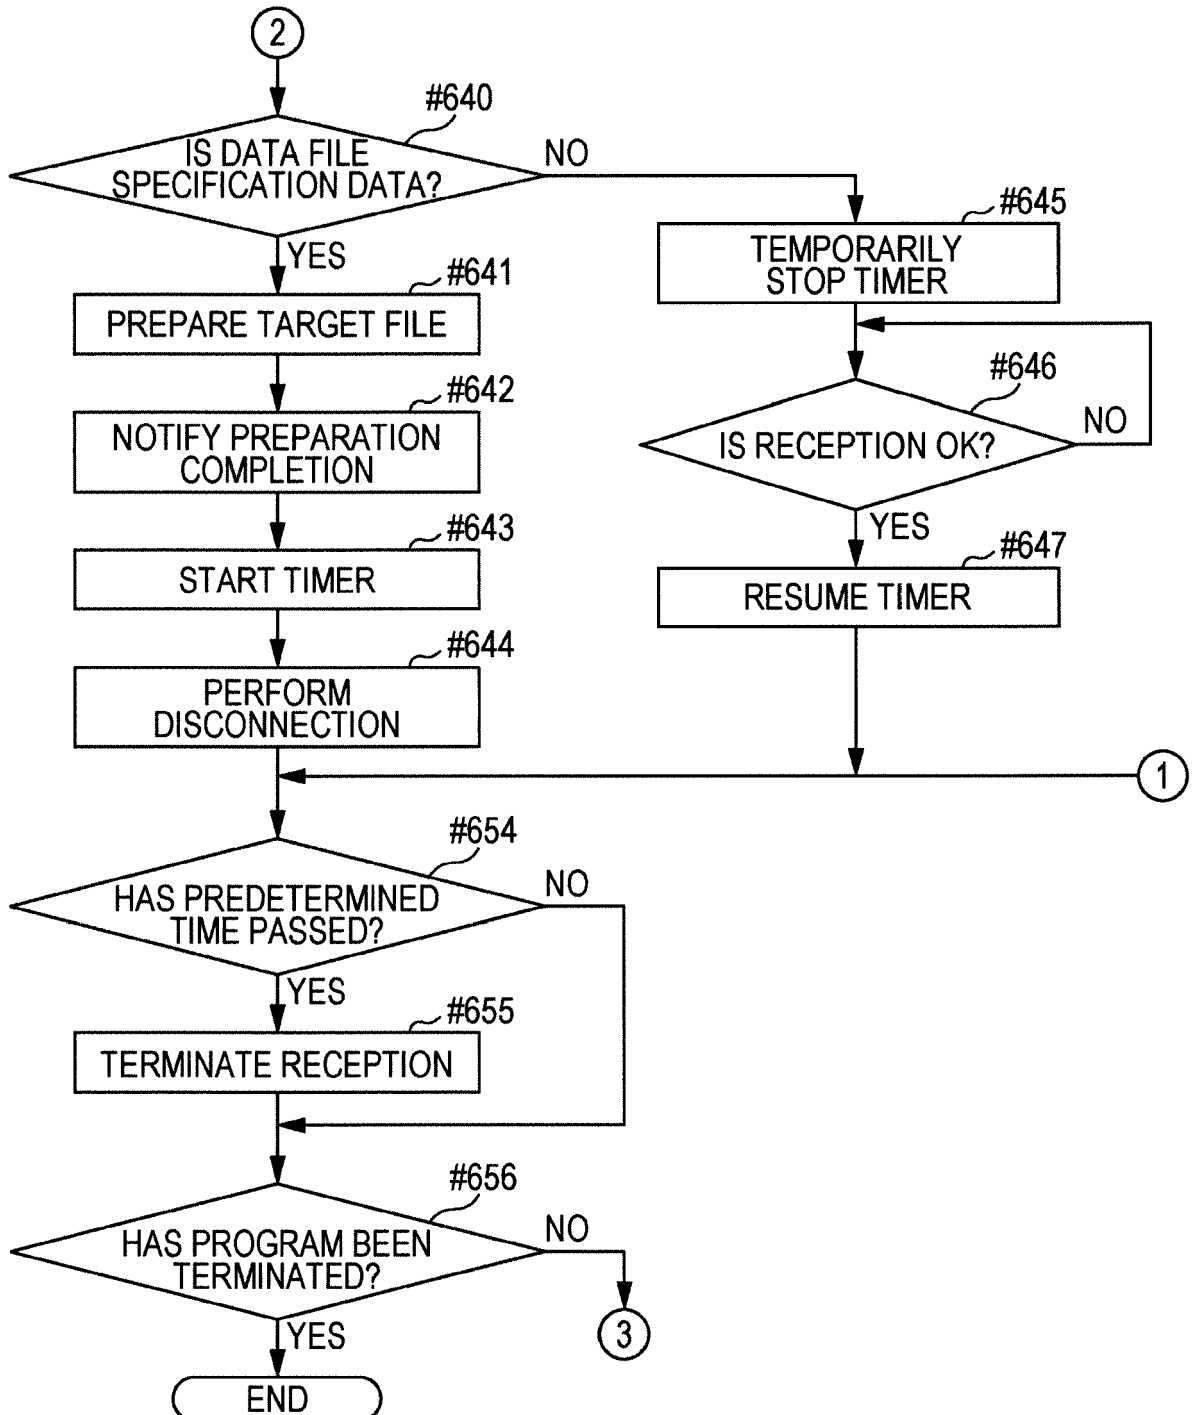 2
#640
IS DATA FILE
SPECIFICATION DATA?
NO
YES
#641
PREPARE TARGET FILE
#642
NOTIFY PREPARATION
COMPLETION
#643
START TIMER
#644
PERFORM
DISCONNECTION
#645
TEMPORARILY
STOP TIMER
#646
IS RECEPTION OK?
NO
YES
#647
RESUME TIMER
1
#654
HAS PREDETERMINED
TIME PASSED?
NO
YES
#655
TERMINATE RECEPTION
#656
HAS PROGRAM BEEN
TERMINATED?
NO
3
YES
END